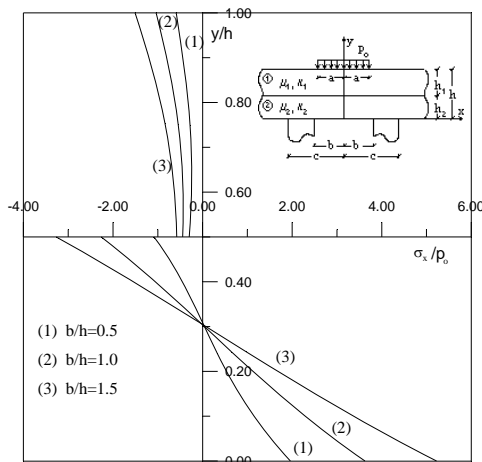 1.00
y/h
(2)
(1)
y
pₒ
① μ₁, κ₁
a a
h₁
h
② μ₂, κ₂
h₂
x
b b
c c
0.80
(3)
0.60
-4.00 -2.00 0.00 2.00 4.00 6.00
σₓ/pₒ
0.40
(1) b/h=0.5
(2) b/h=1.0
(3) b/h=1.5
(3)
0.20
(2)
(1)
0.00